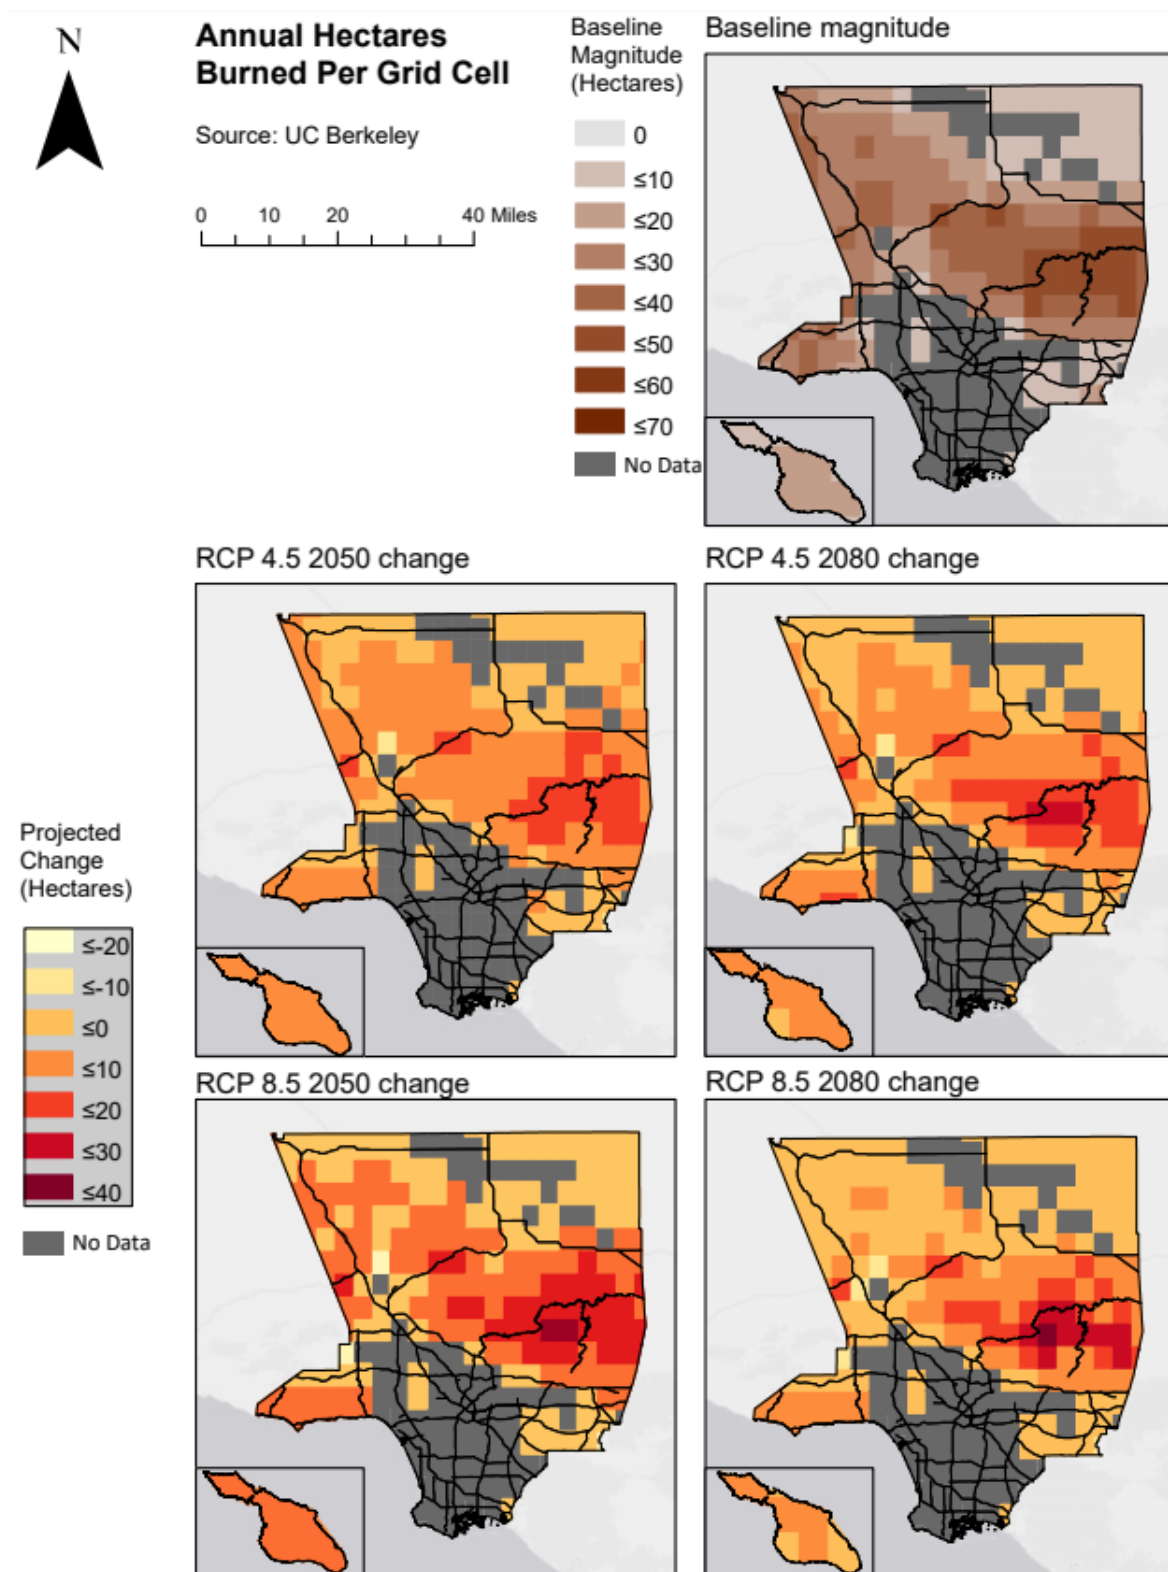 N
Annual Hectares
Burned Per Grid Cell
Source: UC Berkeley
0 10 20 40 Miles
Baseline
Magnitude
(Hectares)
0
≤10
≤20
≤30
≤40
≤50
≤60
≤70
No Data
Baseline magnitude
RCP 4.5 2050 change
RCP 4.5 2080 change
Projected
Change
(Hectares)
≤-20
≤-10
≤0
≤10
≤20
≤30
≤40
No Data
RCP 8.5 2050 change
RCP 8.5 2080 change